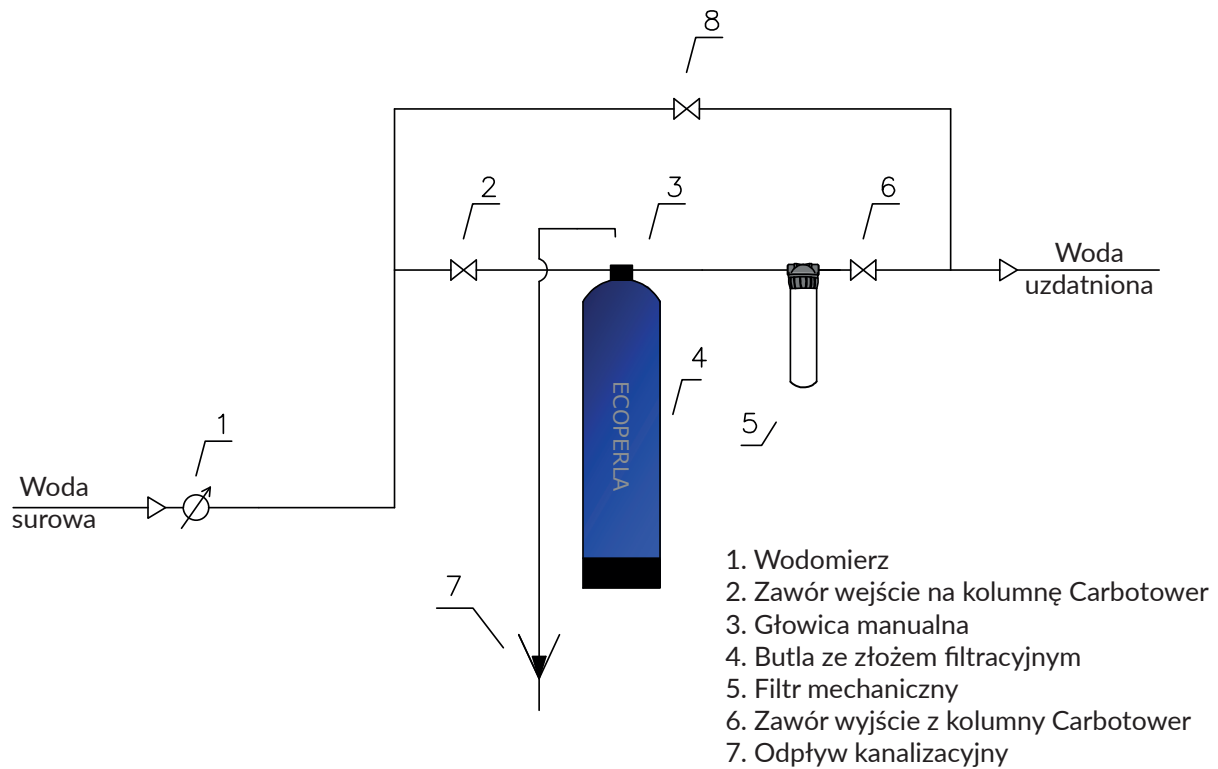 8
2
3
6
Woda
uzdatniona
4
ECOPERLA
5
1
Woda
surowa
7
1. Wodomierz
2. Zawór wejście na kolumnę Carbotower
3. Głowica manualna
4. Butla ze złożem filtracyjnym
5. Filtr mechaniczny
6. Zawór wyjście z kolumny Carbotower
7. Odpływ kanalizacyjny